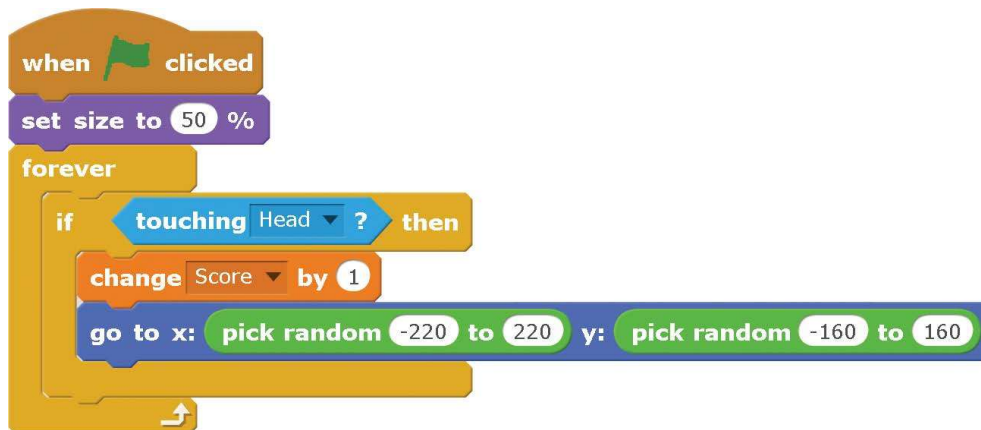 when clicked
set size to 50 %
forever
if touching Head ? then
change Score by 1
go to x: pick random -220 to 220 y: pick random -160 to 160